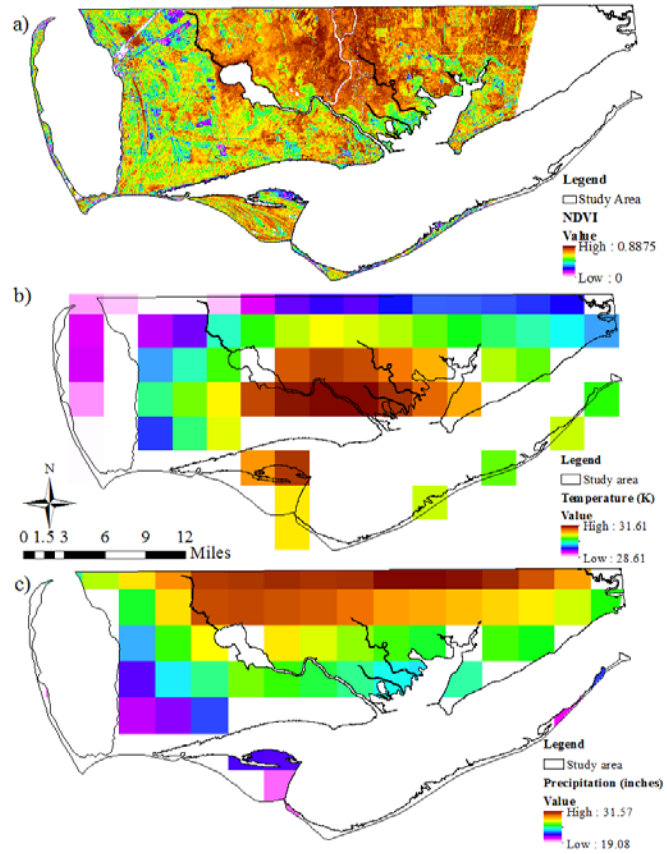 a)
Legend
Study Area
NDVI
Value
High : 0.8875
Low : 0
b)
N
0 1.5 3 6 9 12
Miles
Legend
Study area
Temperature (K)
Value
High : 31.61
Low : 28.61
c)
Legend
Study area
Precipitation (inches)
Value
High : 31.57
Low : 19.08